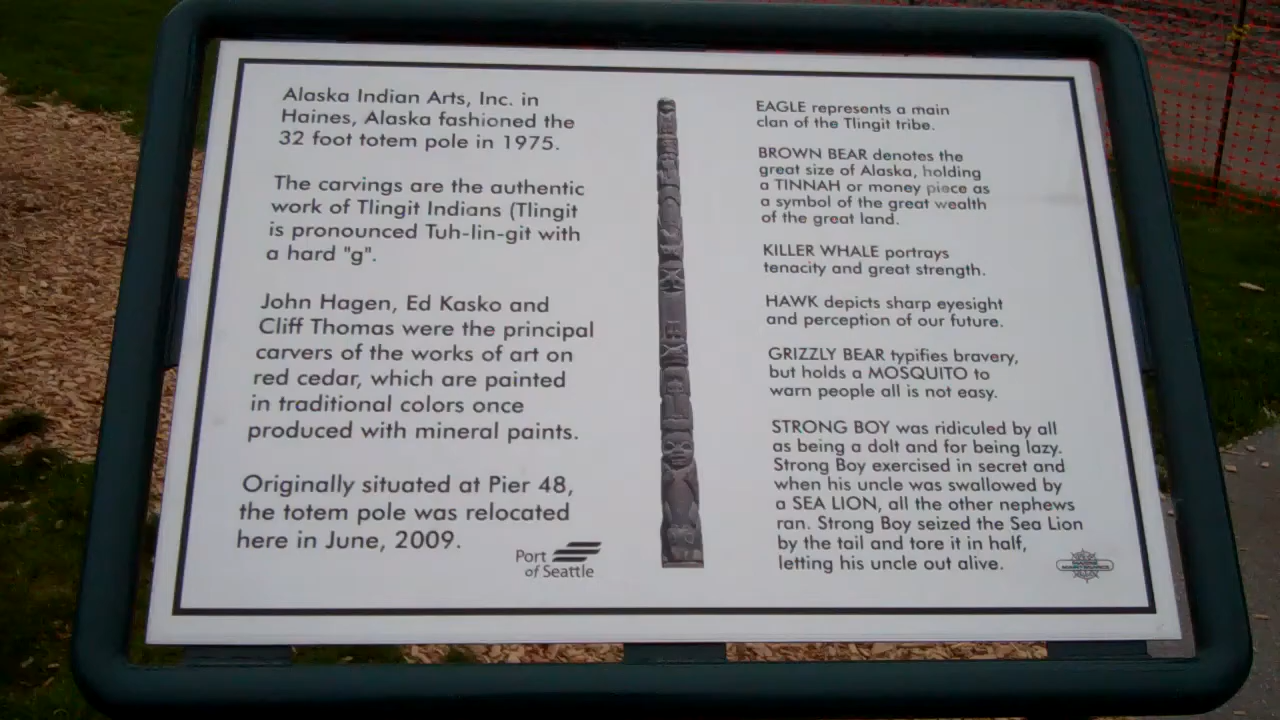 Alaska Indian Arts, Inc. in
Haines, Alaska fashioned the
32 foot totem pole in 1975.
The carvings are the authentic
work of Tlingit Indians (Tlingit
is pronounced Tuh-lin-git with
a hard "g".
John Hagen, Ed Kasko and
Cliff Thomas were the principal
carvers of the works of art on
red cedar, which are painted
in traditional colors once
produced with mineral paints.
Originally situated at Pier 48,
the totem pole was relocated
here in June, 2009.
Port
of Seattle
EAGLE represents a main
clan of the Tlingit tribe.
BROWN BEAR denotes the
great size of Alaska, holding
a TINNAH or money piece as
a symbol of the great wealth
of the great land.
KILLER WHALE portrays
tenacity and great strength.
HAWK depicts sharp eyesight
and perception of our future.
GRIZZLY BEAR typifies bravery,
but holds a MOSQUITO to
warn people all is not easy.
STRONG BOY was ridiculed by all
as being a dolt and for being lazy.
Strong Boy exercised in secret and
when his uncle was swallowed by
a SEA LION, all the other nephews
ran. Strong Boy seized the Sea Lion
by the tail and tore it in half,
letting his uncle out alive.